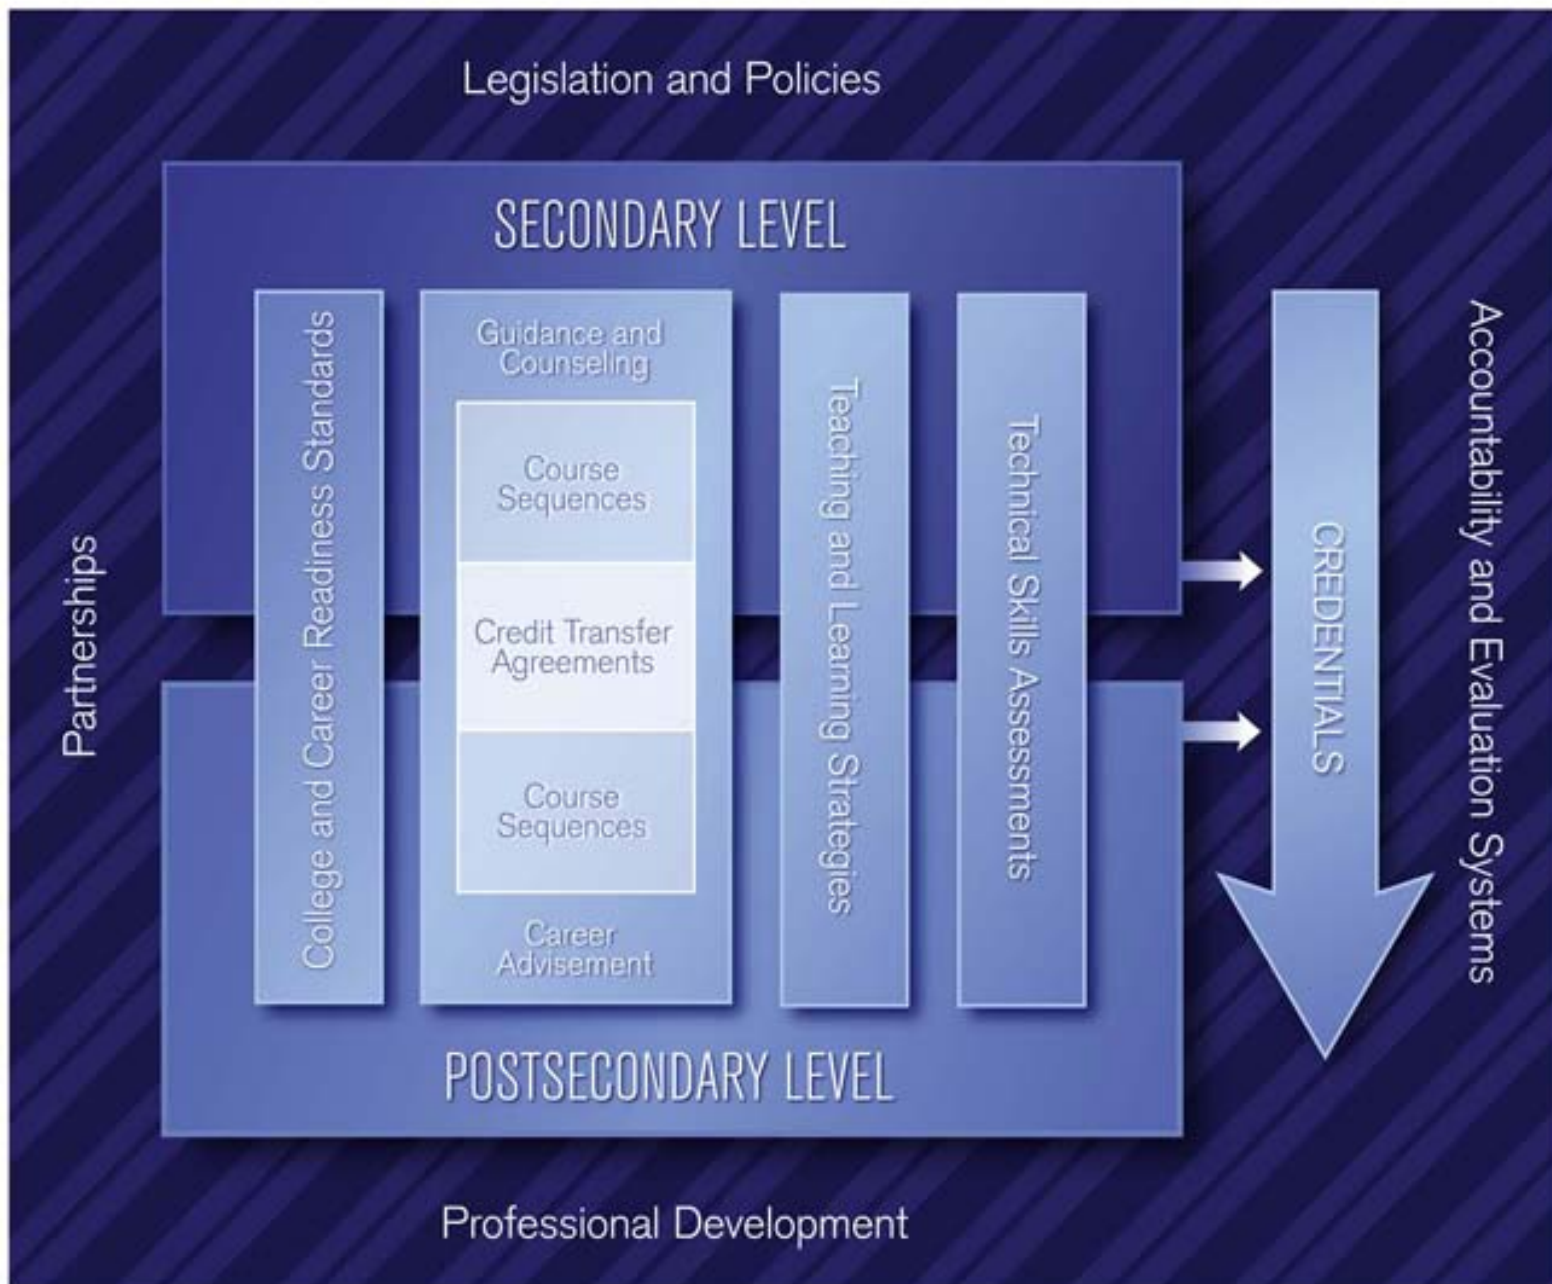 Legislation and Policies
SECONDARY LEVEL
Partnerships
College and Career Readiness Standards
Guidance and
Counseling
Course
Sequences
Credit Transfer
Agreements
Course
Sequences
Career
Advisement
Teaching and Learning Strategies
Technical Skills Assessments
CREDENTIALS
Accountability and Evaluation Systems
POSTSECONDARY LEVEL
Professional Development